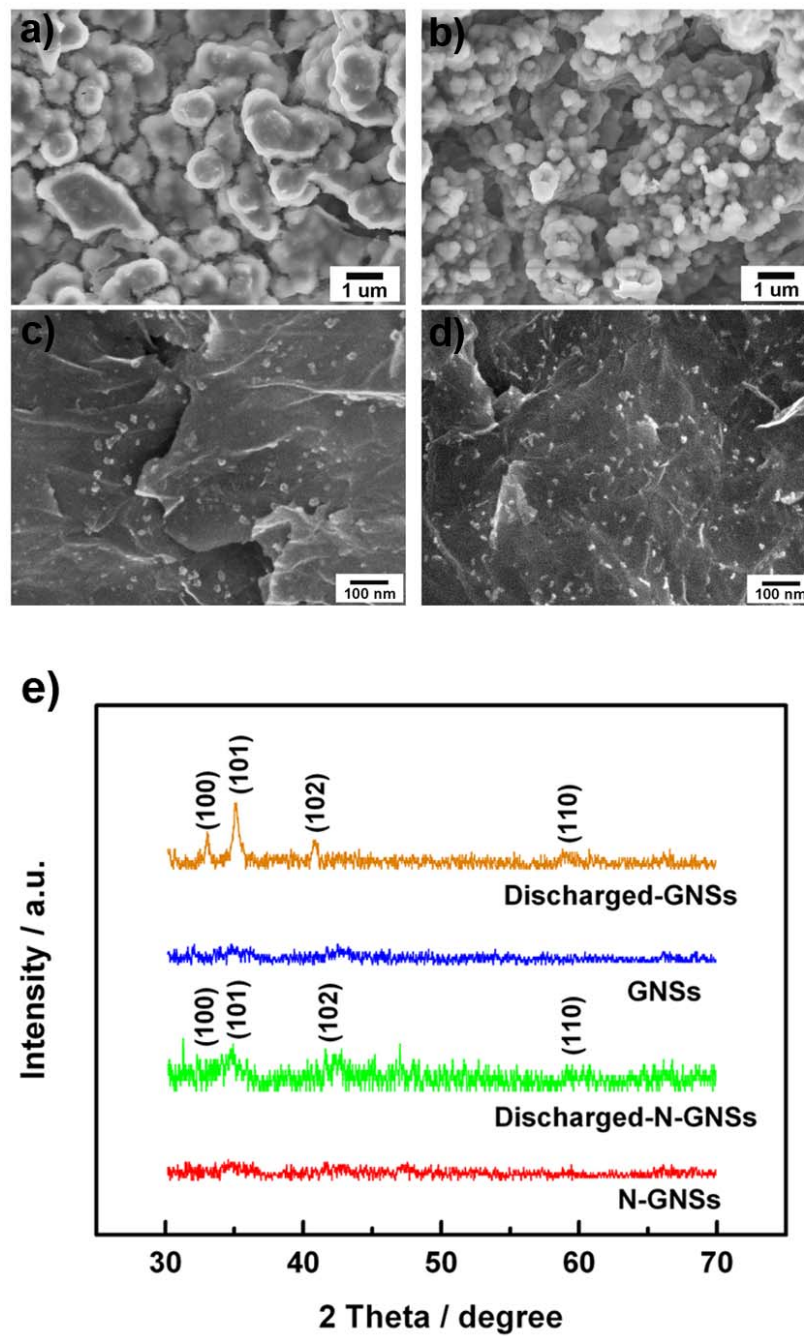 a)
b)
1 um
1 um
c)
d)
100 nm
100 nm
e)
(100)
(101)
(102)
(110)
Discharged-GNSs
GNSs
(100)
(101)
(102)
(110)
Discharged-N-GNSs
N-GNSs
Intensity / a.u.
30 40 50 60 70
2 Theta / degree